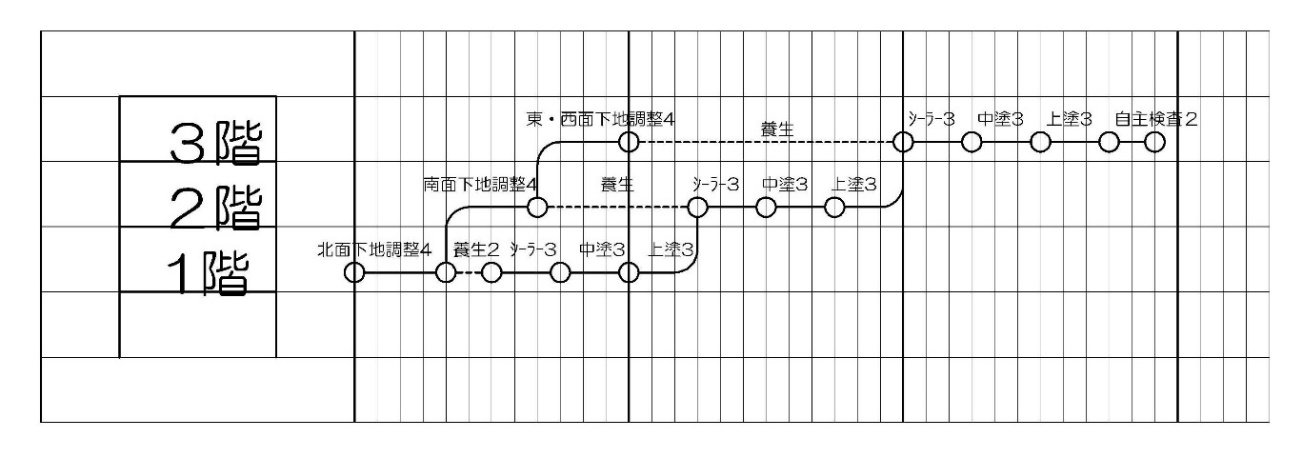 東・西面下地調整4 養生 ｼｰﾗｰ3 中塗3 上塗3 自主検査2
3階
南面下地調整4 養生 ｼｰﾗｰ3 中塗3 上塗3
2階
北面下地調整4 養生2 ｼｰﾗｰ3 中塗3 上塗3
1階